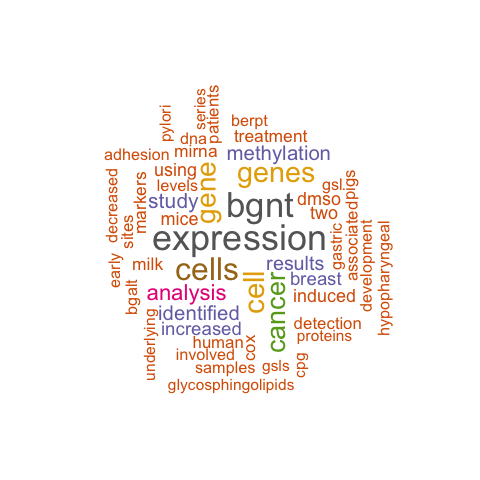 series
patients
pylori
berpt
dna
treatment
adhesion
mirna
methylation
using
gene
genes
levels
gsl
pigs
decreased
markers
study
bgnt
dmso
associated
mice
two
sites
expression
gastric
development
hypopharyngeal
early
milk
cells
results
bgalt
analysis
cell
breast
induced
identified
cancer
increased
detection
underlying
human
cox
proteins
involved
samples
gsls
cpg
glycosphingolipids